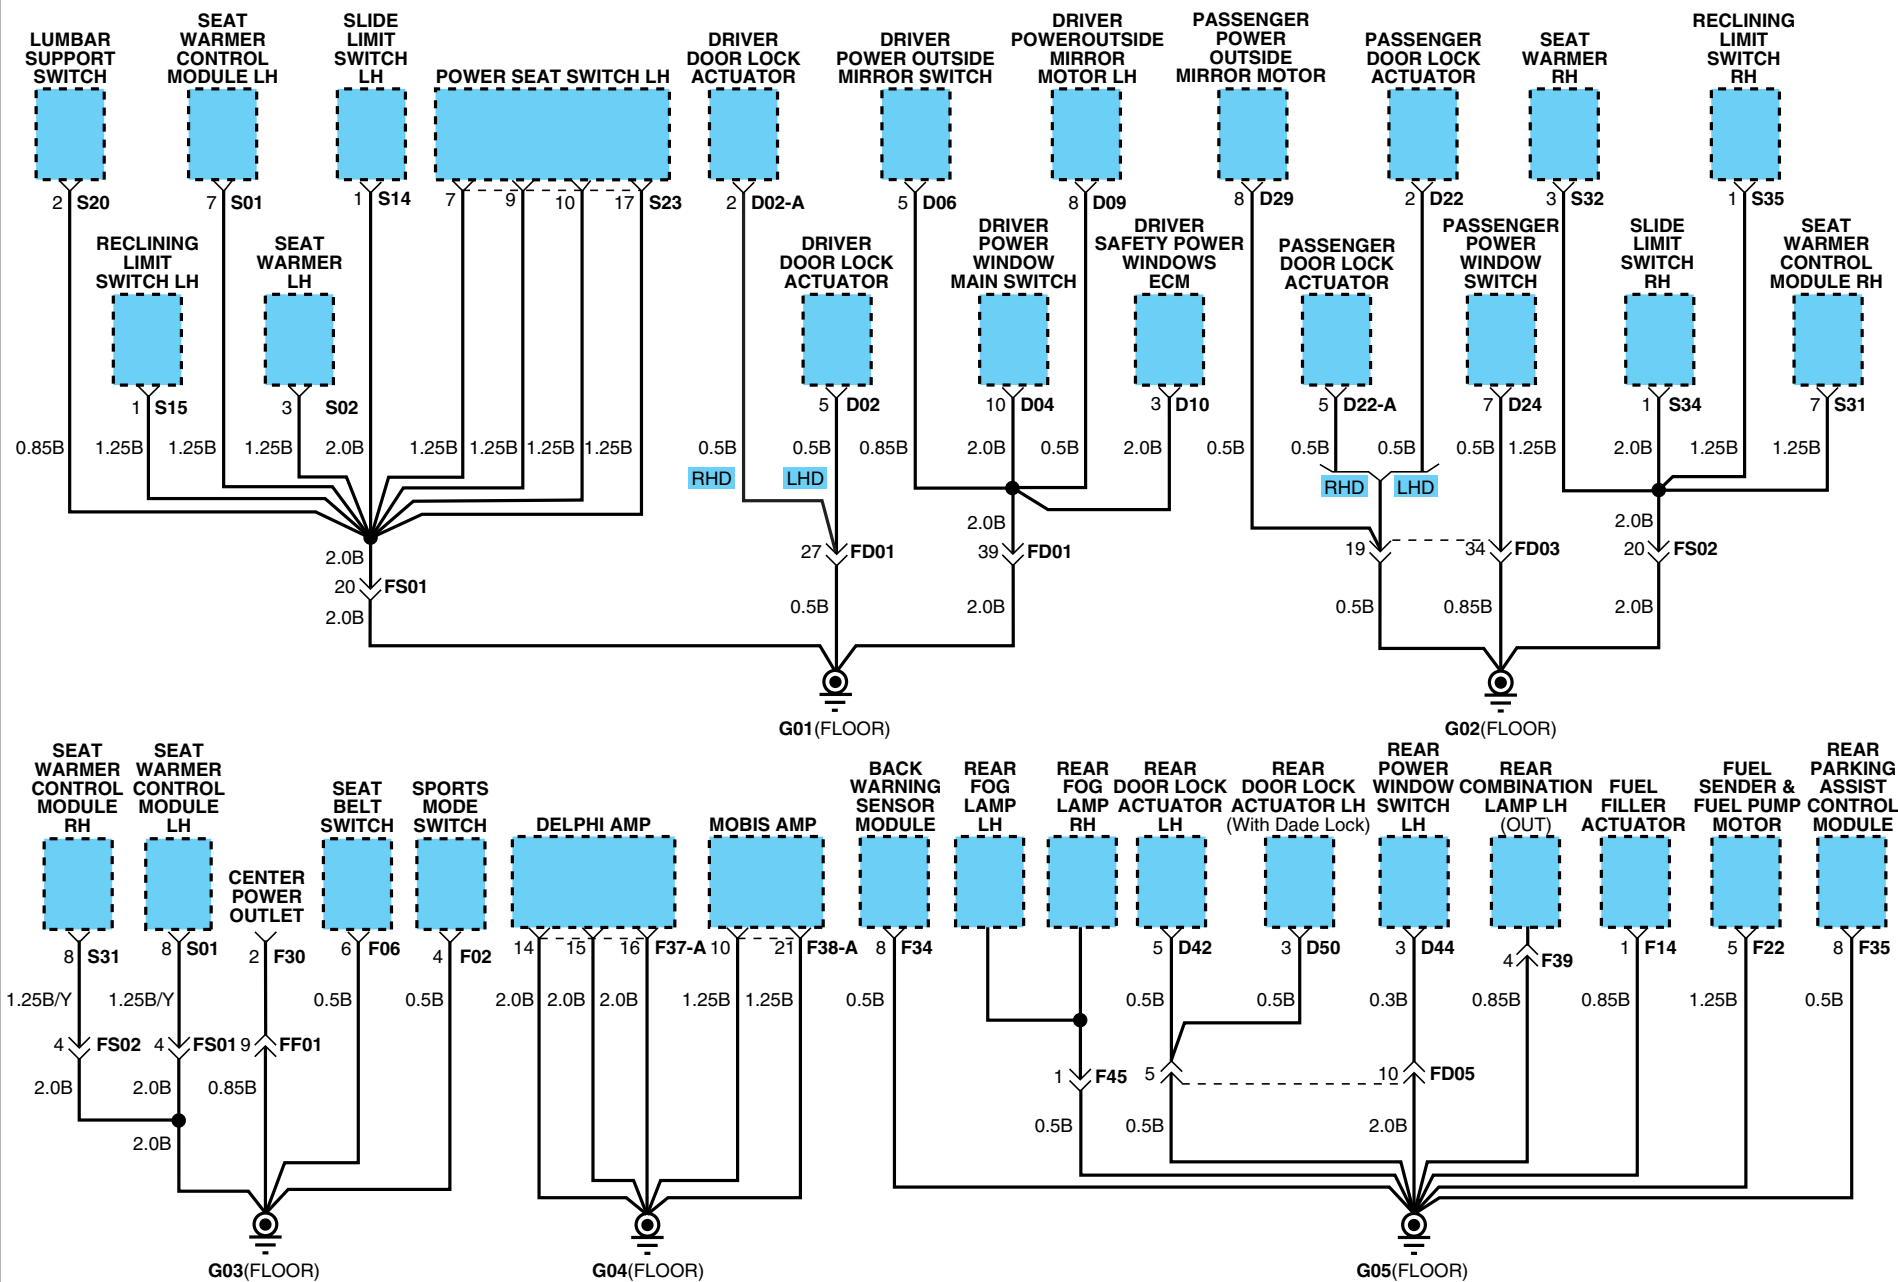 LUMBAR
SUPPORT
SWITCH
SEAT
WARMER
CONTROL
MODULE LH
SLIDE
LIMIT
SWITCH
LH
POWER SEAT SWITCH LH
DRIVER
DOOR LOCK
ACTUATOR
DRIVER
POWER OUTSIDE
MIRROR SWITCH
DRIVER
POWEROUTSIDE
MIRROR
MOTOR LH
PASSENGER
POWER
OUTSIDE
MIRROR MOTOR
PASSENGER
DOOR LOCK
ACTUATOR
SEAT
WARMER
RH
RECLINING
LIMIT
SWITCH
RH
2 S20
7 S01
1 S14
7
9
10
17 S23
2 D02-A
5 D06
8 D09
8 D29
2 D22
3 S32
1 S35
RECLINING
LIMIT
SWITCH LH
SEAT
WARMER
LH
DRIVER
DOOR LOCK
ACTUATOR
DRIVER
POWER
WINDOW
MAIN SWITCH
DRIVER
SAFETY POWER
WINDOWS
ECM
PASSENGER
DOOR LOCK
ACTUATOR
PASSENGER
POWER
WINDOW
SWITCH
SLIDE
LIMIT
SWITCH
RH
SEAT
WARMER
CONTROL
MODULE RH
1 S15
3 S02
5 D02
10 D04
3 D10
5 D22-A
7 D24
1 S34
7 S31
0.85B
1.25B
1.25B
1.25B
2.0B
1.25B
1.25B
1.25B
1.25B
0.5B
0.5B
0.85B
2.0B
0.5B
2.0B
0.5B
0.5B
0.5B
0.5B
1.25B
2.0B
1.25B
1.25B
RHD
LHD
RHD
LHD
2.0B
2.0B
2.0B
27 FD01
39 FD01
19
34 FD03
20 FS02
20 FS01
2.0B
0.5B
2.0B
0.5B
0.85B
2.0B
G01(FLOOR)
G02(FLOOR)
SEAT
WARMER
CONTROL
MODULE
RH
SEAT
WARMER
CONTROL
MODULE
LH
CENTER
POWER
OUTLET
SEAT
BELT
SWITCH
SPORTS
MODE
SWITCH
DELPHI AMP
MOBIS AMP
BACK
WARNING
SENSOR
MODULE
REAR
FOG
LAMP
LH
REAR
FOG
LAMP
RH
REAR
DOOR LOCK
ACTUATOR
LH
REAR
DOOR LOCK
ACTUATOR LH
(With Dade Lock)
REAR
POWER
WINDOW
SWITCH
LH
REAR
COMBINATION
LAMP LH
(OUT)
FUEL
FILLER
ACTUATOR
FUEL
SENDER &
FUEL PUMP
MOTOR
REAR
PARKING
ASSIST
CONTROL
MODULE
8 S31
8 S01
2 F30
6 F06
4 F02
14
15
16 F37-A
10
21 F38-A
8 F34
5 D42
3 D50
3 D44
4 F39
1 F14
5 F22
8 F35
1.25B/Y
1.25B/Y
0.5B
0.5B
2.0B
2.0B
2.0B
1.25B
1.25B
0.5B
0.5B
0.5B
0.3B
0.85B
0.85B
1.25B
0.5B
4 FS02
4 FS01
9 FF01
1 F45
5
10 FD05
2.0B
2.0B
0.85B
0.5B
0.5B
2.0B
2.0B
G03(FLOOR)
G04(FLOOR)
G05(FLOOR)